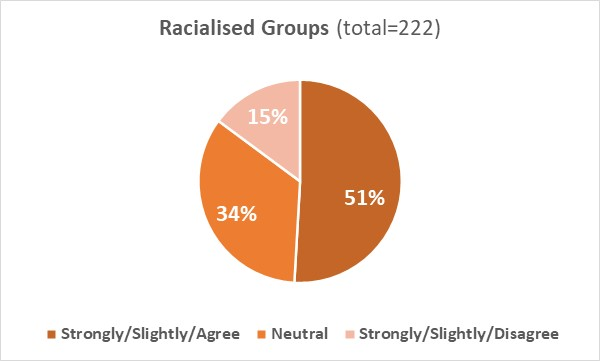 Racialised Groups (total=222)
15%
51%
34%
Strongly/Slightly/Agree Neutral Strongly/Slightly/Disagree